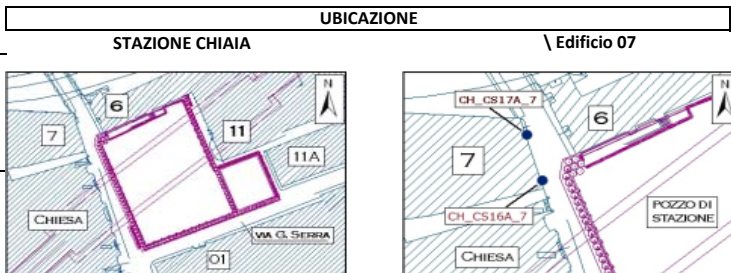 UBICAZIONE
STAZIONE CHIAIA
\ Edificio 07
N
6
7
11
11A
CHIESA
VIA G. SERRA
01
N
CH_CS17A_7
6
7
CH_CS16A_7
POZZO DI
STAZIONE
CHIESA